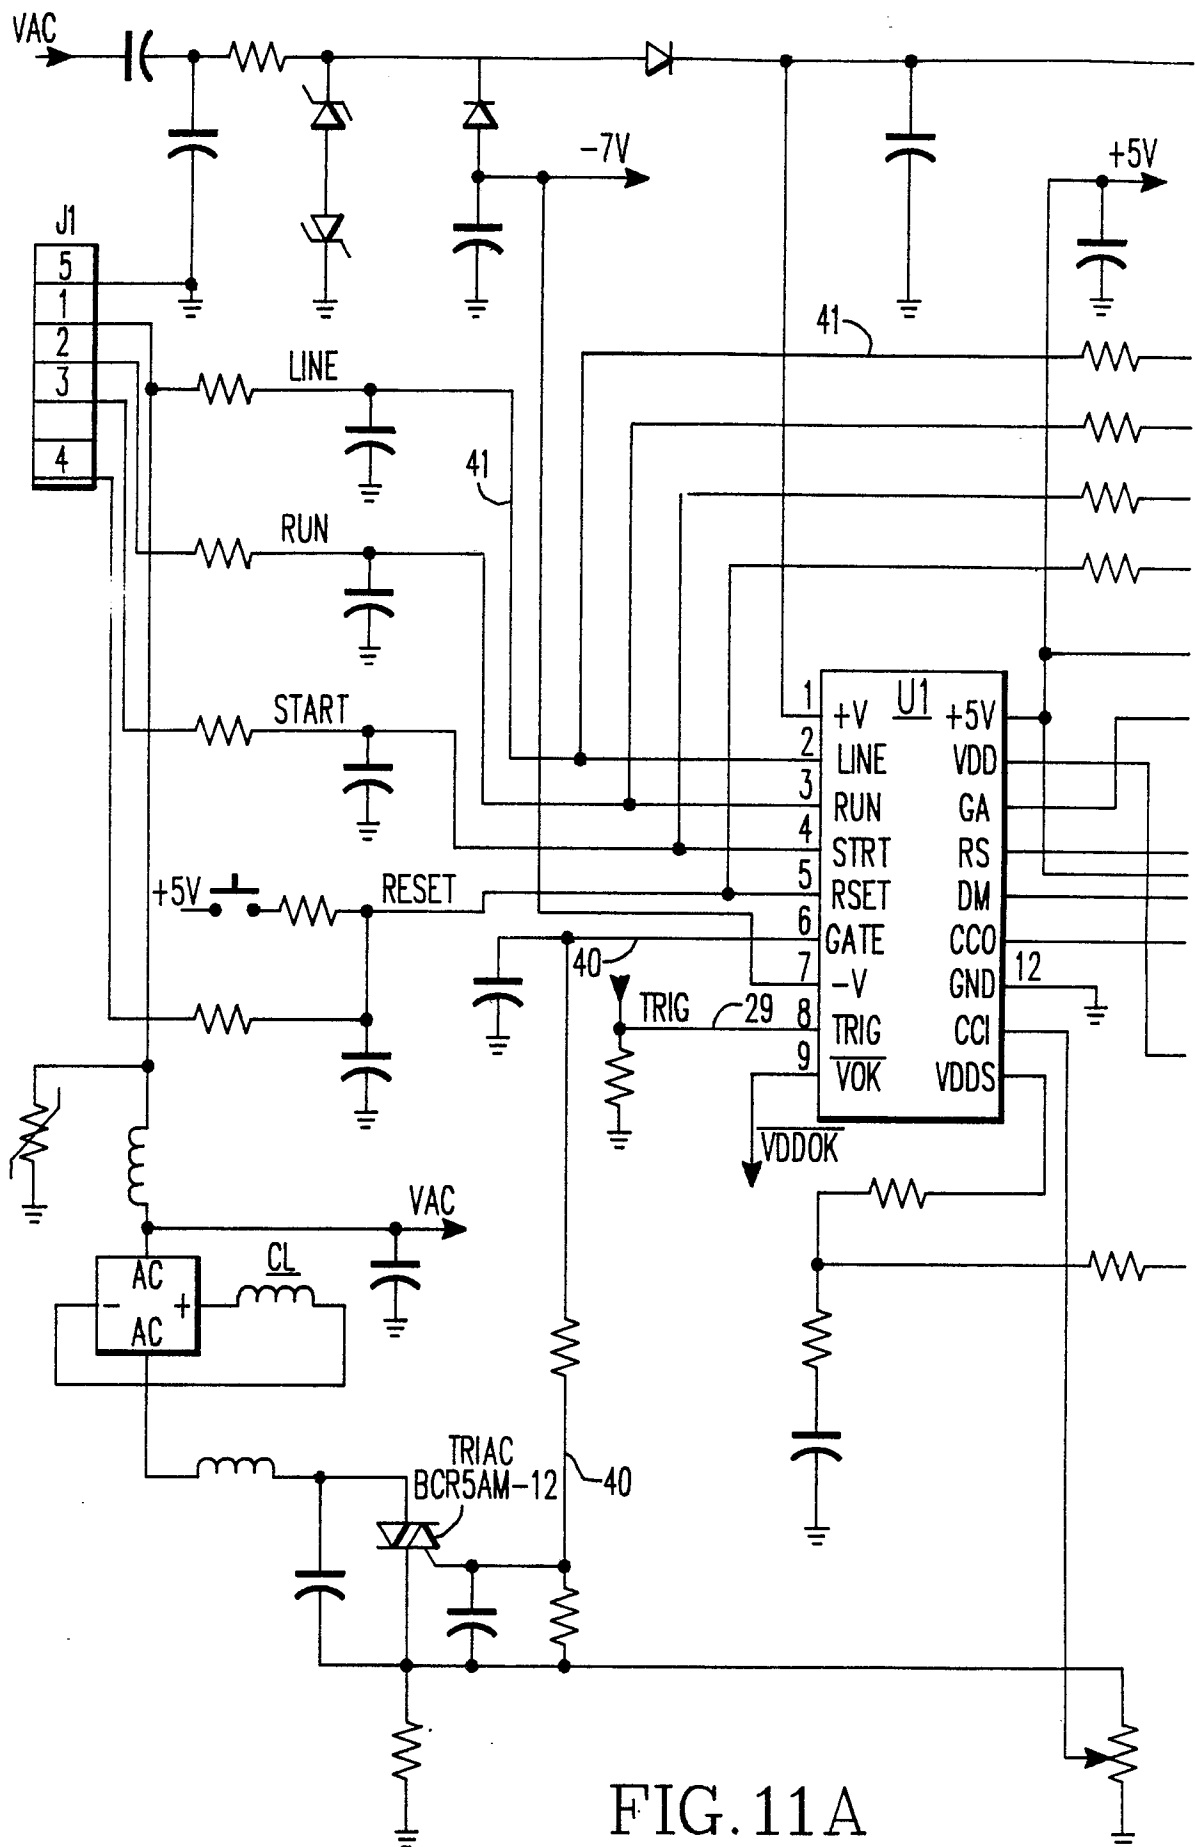 VAC
-7V
+5V
J1
5
1
2
3
4
LINE
41
41
RUN
START
+5V
RESET
40
TRIG
29
1
2
3
4
5
6
7
8
9
U1
+V
LINE
RUN
STRT
RSET
GATE
-V
TRIG
VOK
+5V
VDD
GA
RS
DM
CCO
GND
CCI
VDDS
12
VDDOK
VAC
AC
CL
- +
AC
TRIAC
BCR5AM-12
40
FIG. 11A